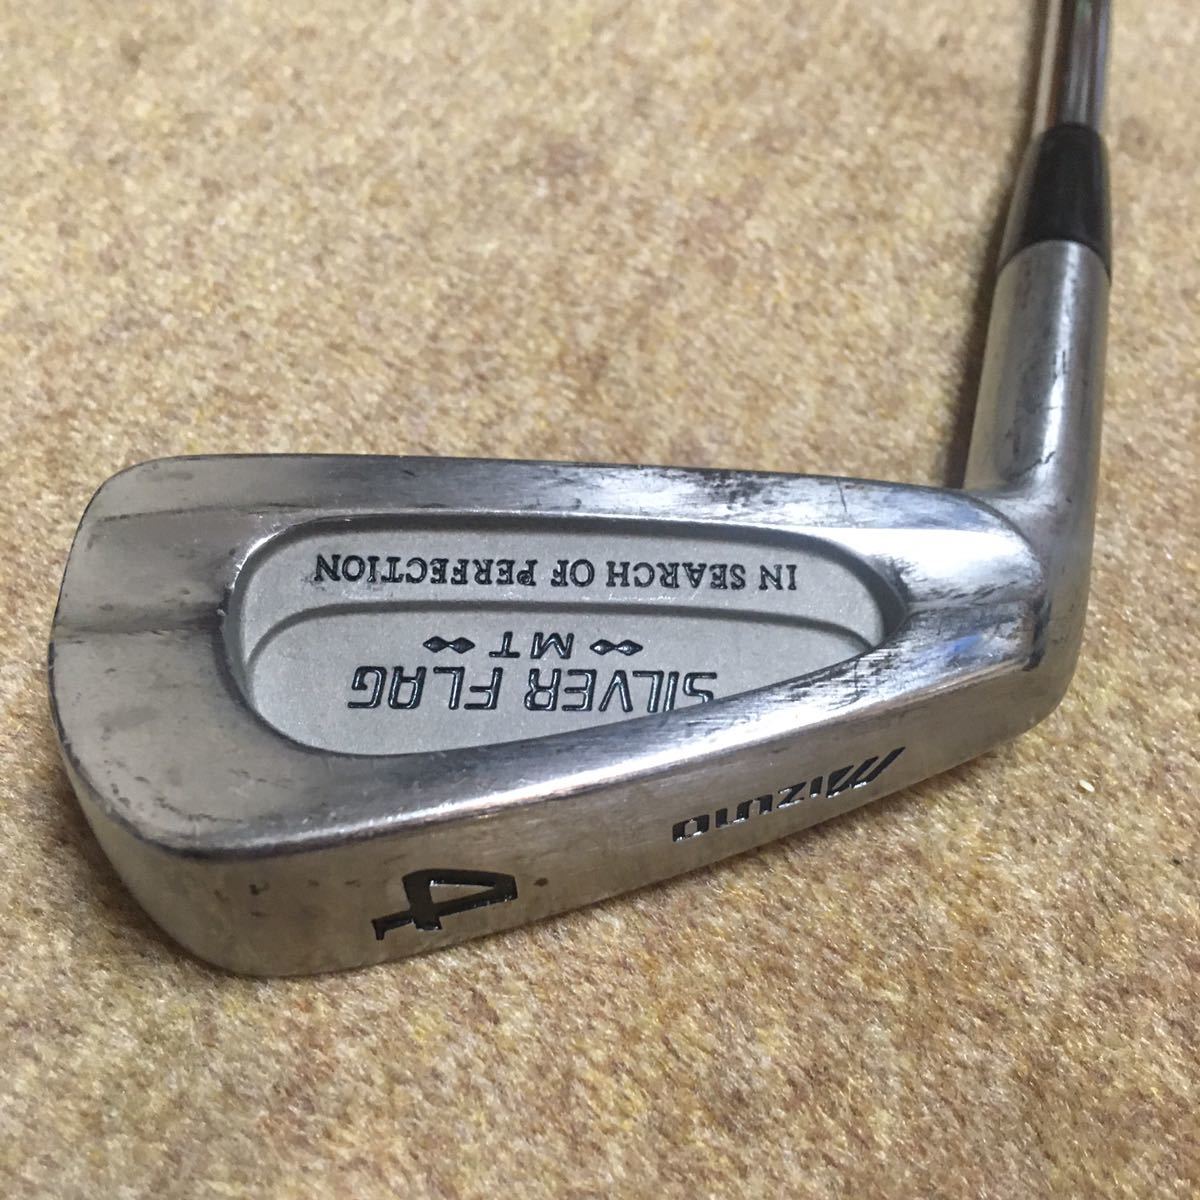 IN SEARCH OF PERFECTION
MT
SILVER FLAG
MIZUNO
4